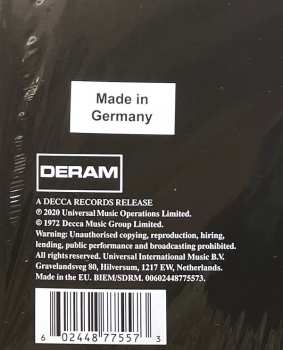 Made in
Germany
DERAM
A DECCA RECORDS RELEASE
℗ 2020 Universal Music Operations Limited.
© 1972 Decca Music Group Limited.
Warning: Unauthorised copying, reproduction, hiring,
lending, public performance and broadcasting prohibited.
All rights reserved. Universal International Music B.V.
Gravelandsveg 80, Hilversum, 1217 EW, Netherlands.
Made in the EU. BIEM/SDRM. 00602448775573.
6 02448 77557 3